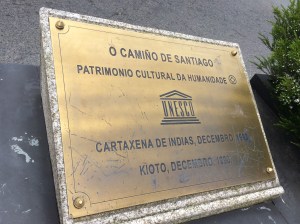 O CAMIÑO DE SANTIAGO
PATRIMONIO CULTURAL DA HUMANIDADE
UNESCO
CARTAXENA DE INDIAS, DECEMBRO
KIOTO, DECEMBRO